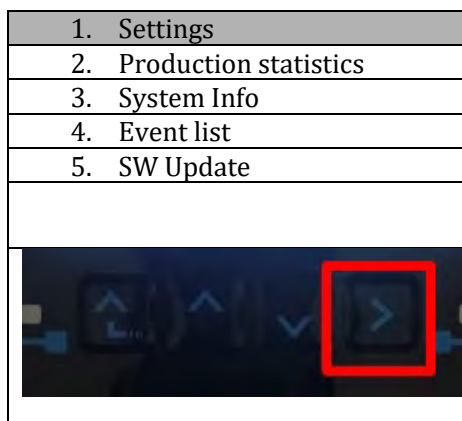 1. Settings
2. Production statistics
3. System Info
4. Event list
5. SW Update